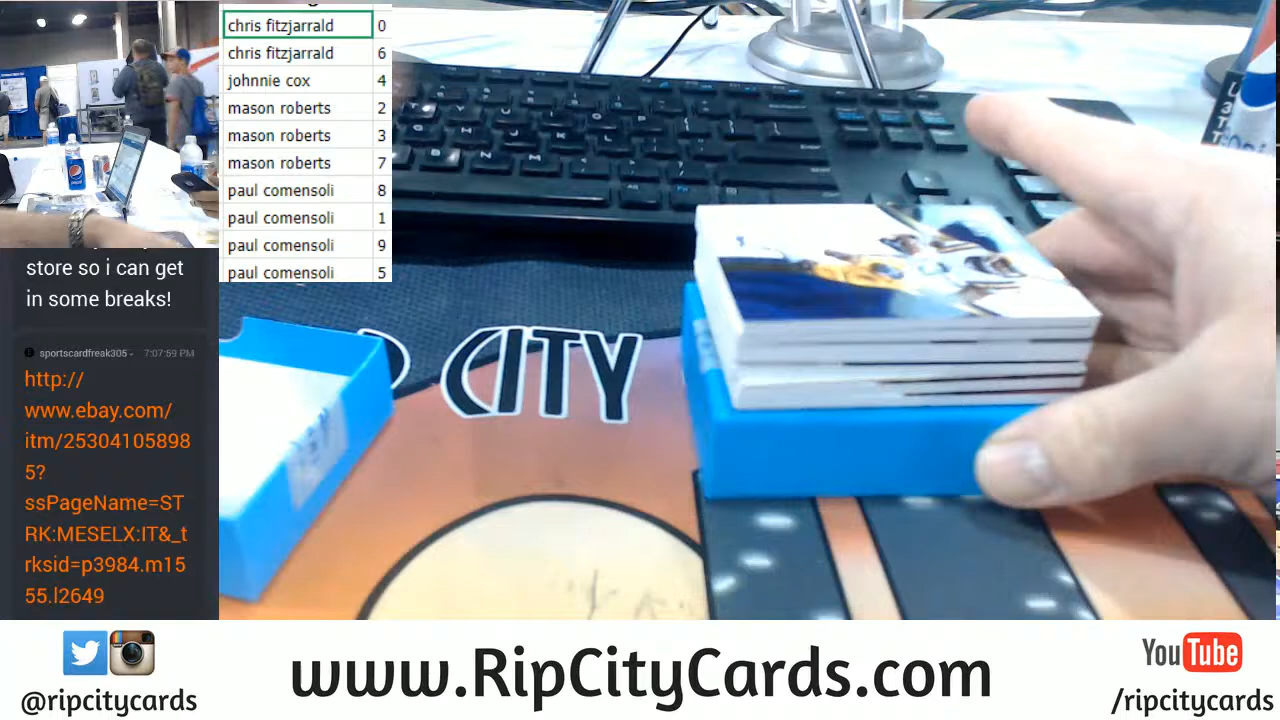 chris fitzjarrald 0
chris fitzjarrald 6
johnnie cox 4
mason roberts 2
mason roberts 3
mason roberts 7
paul comensoli 8
paul comensoli 1
paul comensoli 9
paul comensoli 5
store so i can get
in some breaks!
sportscardfreak305 7:07:59 PM
http://
www.ebay.com/
itm/25304105898
5?
ssPageName=ST
RK:MESELX:IT&_t
rksid=p3984.m15
55.l2649
CITY
@ripcitycards
www.RipCityCards.com
YouTube
/ripcitycards